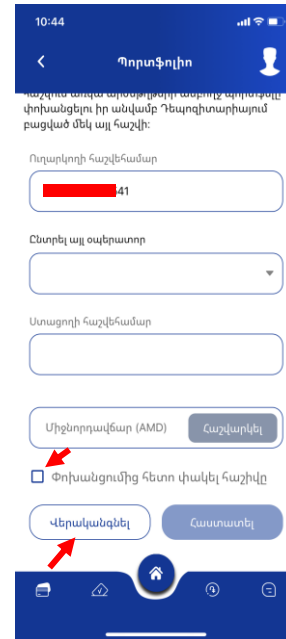 10:44
Պորտֆոլիո
փոխանցելու իր անվամբ Դեպոզիտարիայում
բացված մեկ այլ հաշվի:
Ուղարկողի հաշվեհամար
41
Ընտրել այլ օպերատոր
Ստացողի հաշվեհամար
Միջնորդավճար (AMD) Հաշվարկել
Փոխանցումից հետո փակել հաշիվը
Վերականգնել Հաստատել